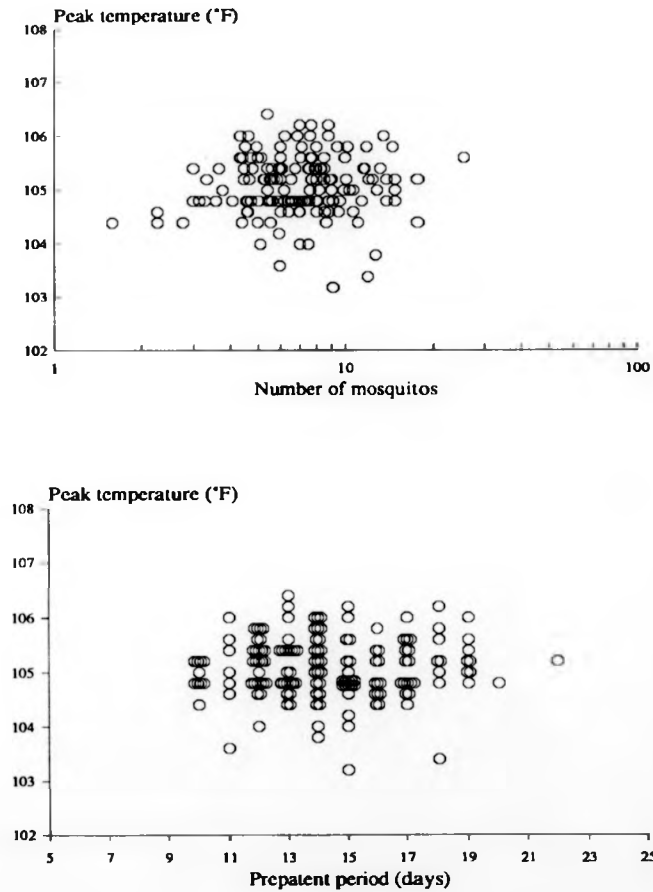 Peak temperature (°F)
108
107
106
105
104
103
102
1 10 100
Number of mosquitos
Peak temperature (°F)
108
107
106
105
104
103
102
5 7 9 11 13 15 17 19 21 23 25
Prepatent period (days)